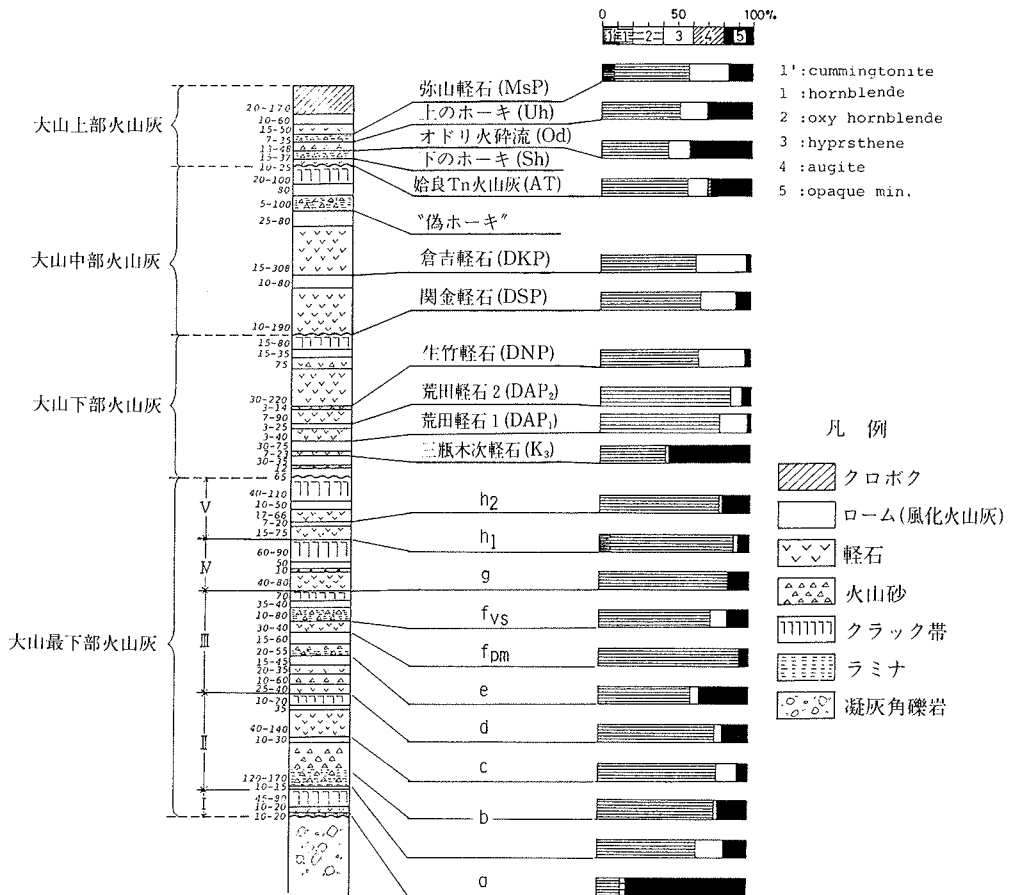 0 50 100%
1' 1 2 3 4 5
1':cummingtonite
1 :hornblende
2 :oxy hornblende
3 :hyprsthene
4 :augite
5 :opaque min.
大山上部火山灰
大山中部火山灰
大山下部火山灰
大山最下部火山灰
V
Ⅳ
Ⅲ
Ⅱ
Ⅰ
20-170
10-60
15-50
7-35
13-48
15-37
10-25
20-100
80
5-100
25-80
15-308
10-80
10-190
15-80
15-35
75
30-220
3-14
7-90
3-25
3-40
30-75
2-23
30-35
12
65
40-110
10-50
17-66
7-20
15-75
60-90
50
10
40-80
70
35-40
10-80
30-40
15-60
20-55
15-45
20-35
10-60
25-40
10-70
35
40-140
10-30
120-170
10-15
45-90
10-20
10-20
弥山軽石(MsP)
上のホーキ(Uh)
オドリ火砕流(Od)
下のホーキ(Sh)
姶良Tn火山灰(AT)
"偽ホーキ"
倉吉軽石(DKP)
関金軽石(DSP)
生竹軽石(DNP)
荒田軽石2(DAP₂)
荒田軽石1(DAP₁)
三瓶木次軽石(K₃)
h2
h1
g
fvs
fpm
e
d
c
b
a
凡 例
クロボク
ローム(風化火山灰)
軽石
火山砂
クラック帯
ラミナ
凝灰角礫岩